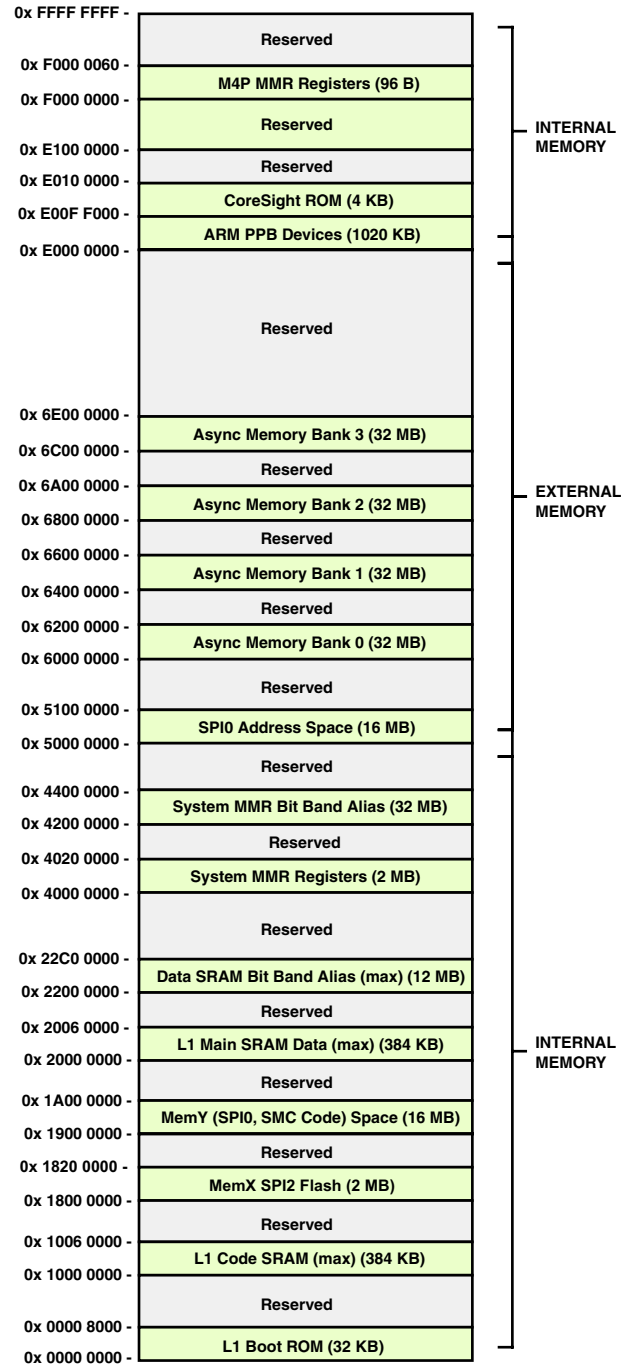 0x FFFF FFFF -
Reserved
0x F000 0060 -
M4P MMR Registers (96 B)
0x F000 0000 -
Reserved
INTERNAL
MEMORY
0x E100 0000 -
Reserved
0x E010 0000 -
CoreSight ROM (4 KB)
0x E00F F000 -
ARM PPB Devices (1020 KB)
0x E000 0000 -
Reserved
0x 6E00 0000 -
Async Memory Bank 3 (32 MB)
0x 6C00 0000 -
Reserved
0x 6A00 0000 -
Async Memory Bank 2 (32 MB)
EXTERNAL
MEMORY
0x 6800 0000 -
Reserved
0x 6600 0000 -
Async Memory Bank 1 (32 MB)
0x 6400 0000 -
Reserved
0x 6200 0000 -
Async Memory Bank 0 (32 MB)
0x 6000 0000 -
Reserved
0x 5100 0000 -
SPI0 Address Space (16 MB)
0x 5000 0000 -
Reserved
0x 4400 0000 -
System MMR Bit Band Alias (32 MB)
0x 4200 0000 -
Reserved
0x 4020 0000 -
System MMR Registers (2 MB)
0x 4000 0000 -
Reserved
0x 22C0 0000 -
Data SRAM Bit Band Alias (max) (12 MB)
0x 2200 0000 -
Reserved
0x 2006 0000 -
L1 Main SRAM Data (max) (384 KB)
INTERNAL
MEMORY
0x 2000 0000 -
Reserved
0x 1A00 0000 -
MemY (SPI0, SMC Code) Space (16 MB)
0x 1900 0000 -
Reserved
0x 1820 0000 -
MemX SPI2 Flash (2 MB)
0x 1800 0000 -
Reserved
0x 1006 0000 -
L1 Code SRAM (max) (384 KB)
0x 1000 0000 -
Reserved
0x 0000 8000 -
L1 Boot ROM (32 KB)
0x 0000 0000 -